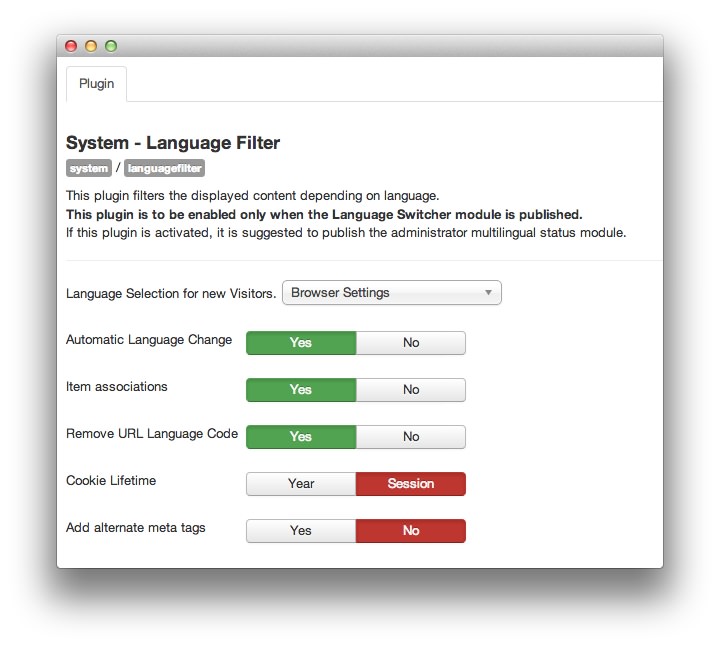 Plugin
System - Language Filter
system / languagefilter
This plugin filters the displayed content depending on language.
This plugin is to be enabled only when the Language Switcher module is published.
If this plugin is activated, it is suggested to publish the administrator multilingual status module.
Language Selection for new Visitors. Browser Settings
Automatic Language Change Yes No
Item associations Yes No
Remove URL Language Code Yes No
Cookie Lifetime Year Session
Add alternate meta tags Yes No